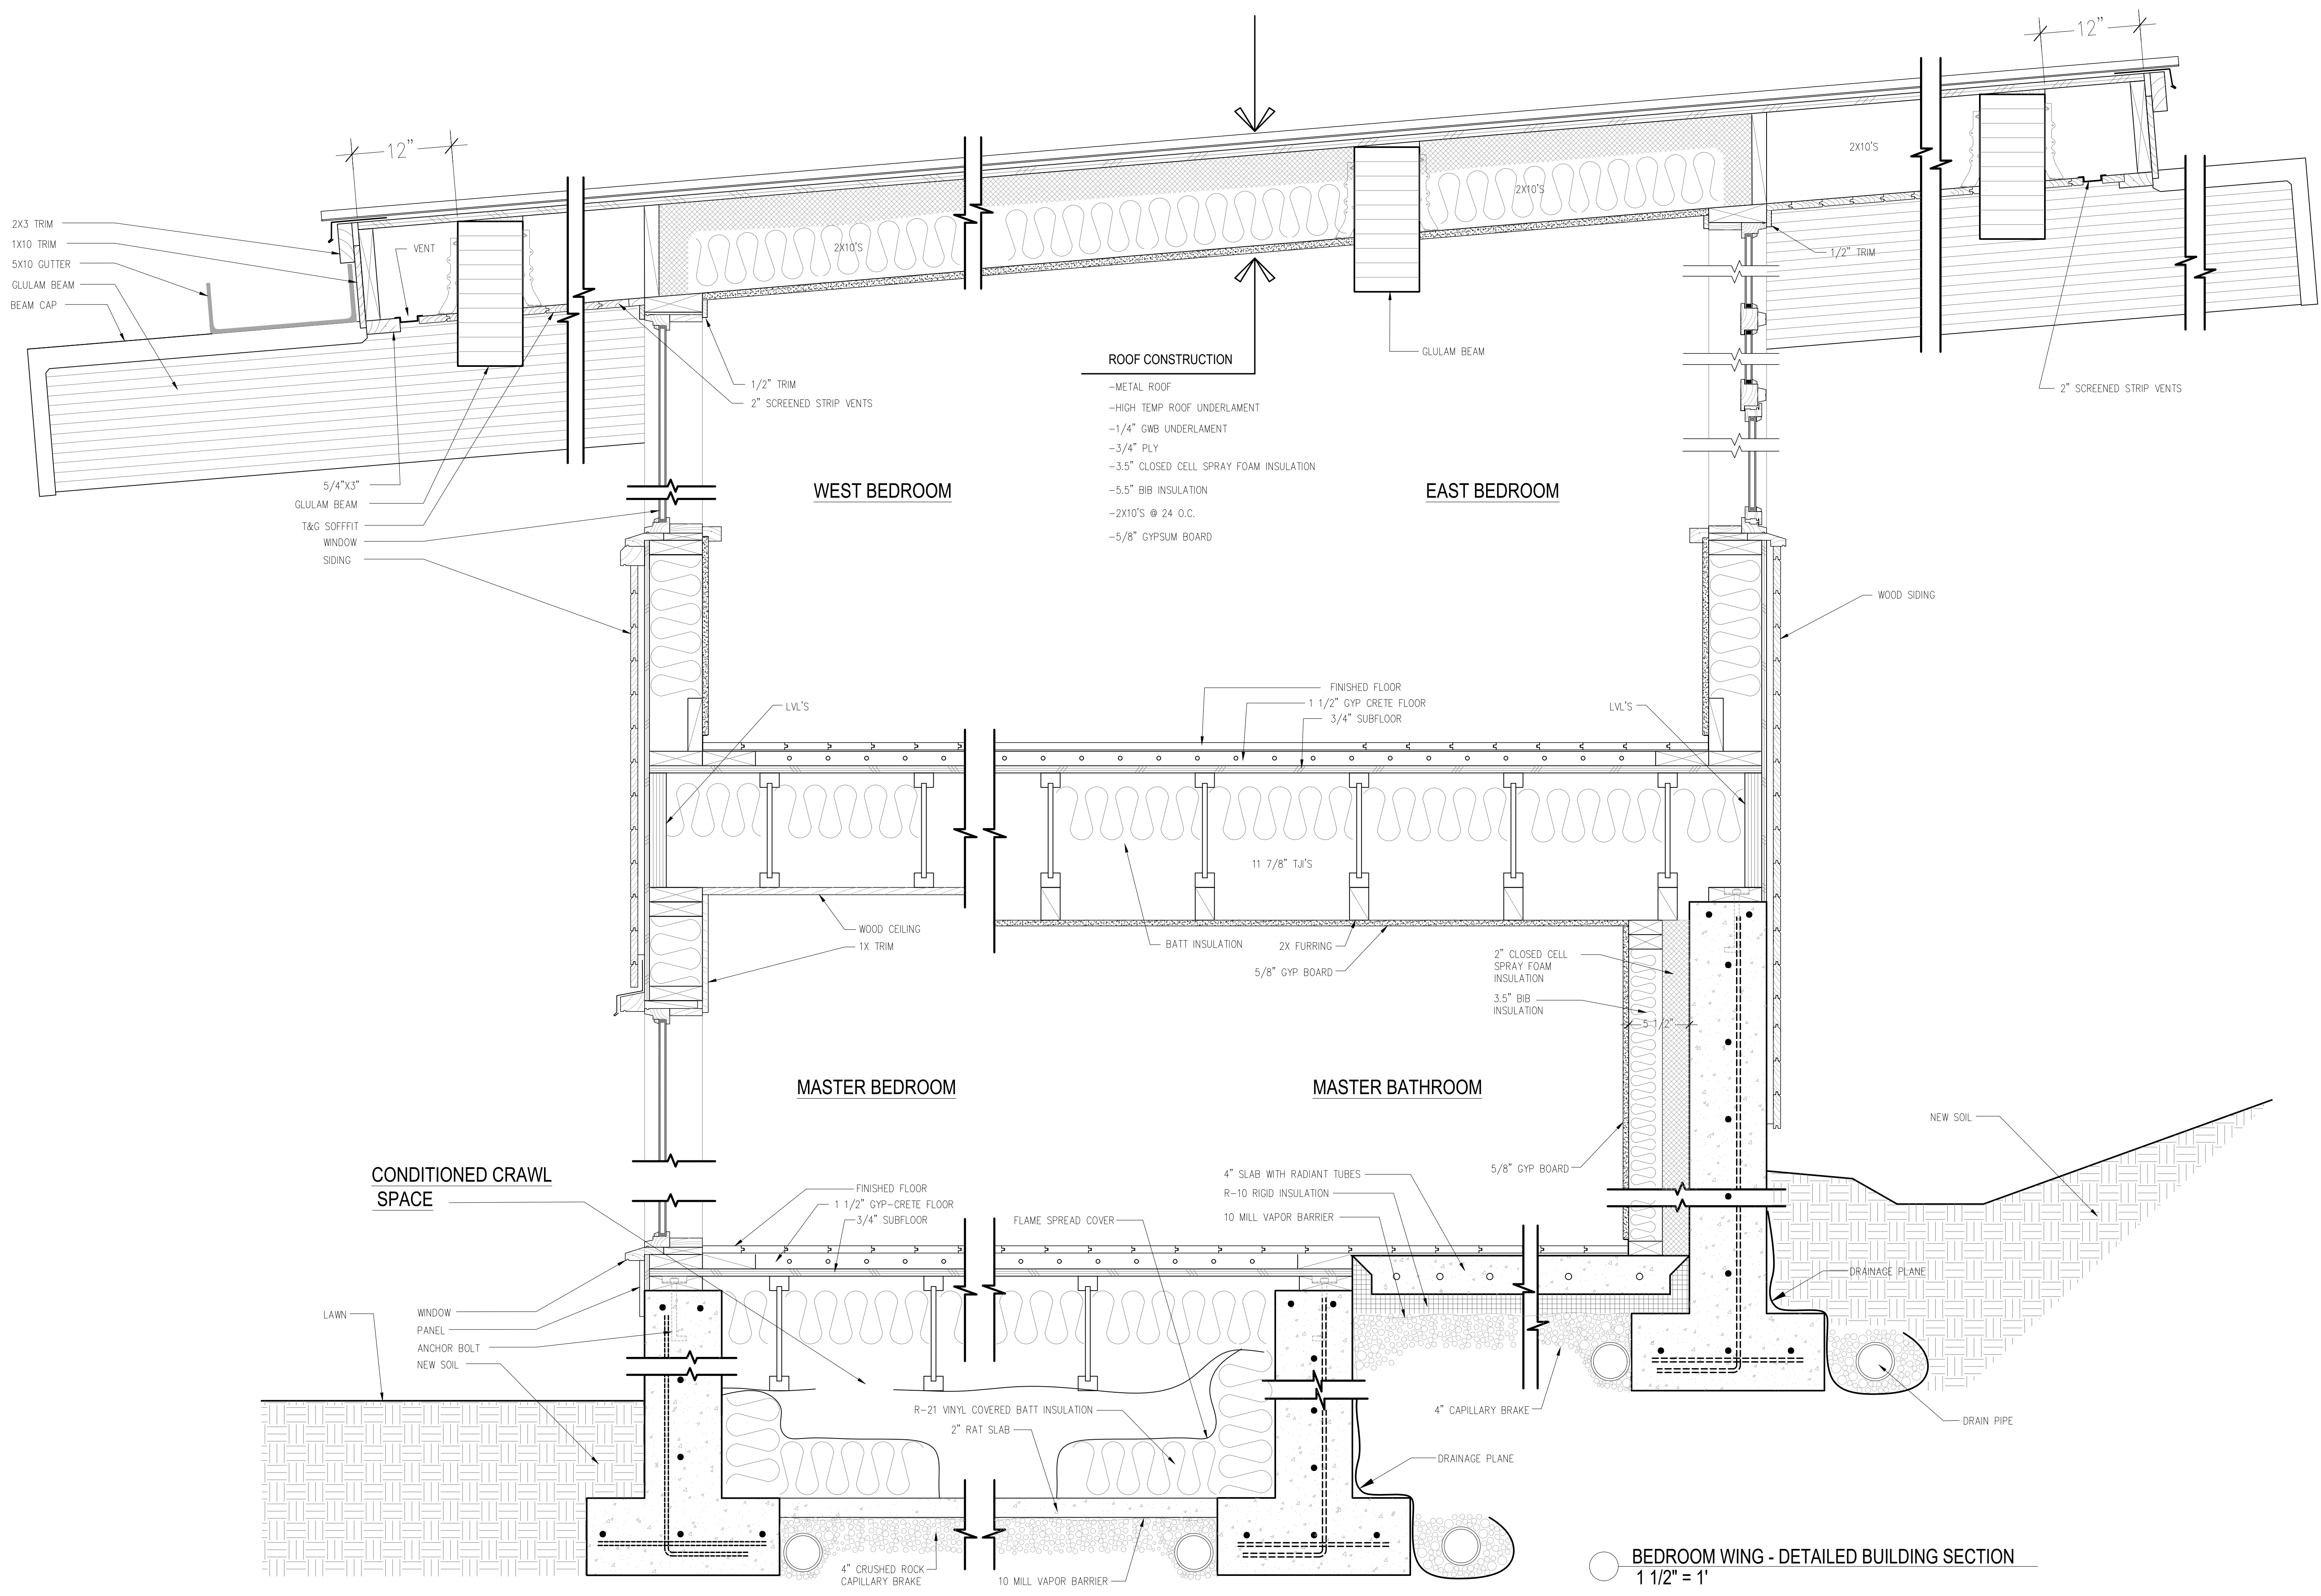 12"
12"
2X10'S
2X3 TRIM
1X10 TRIM
5X10 GUTTER
GLULAM BEAM
BEAM CAP
VENT
2X10'S
2X10'S
1/2" TRIM
GLULAM BEAM
ROOF CONSTRUCTION
-METAL ROOF
-HIGH TEMP ROOF UNDERLAMENT
-1/4" GWB UNDERLAMENT
-3/4" PLY
-3.5" CLOSED CELL SPRAY FOAM INSULATION
-5.5" BIB INSULATION
-2X10'S @ 24 O.C.
-5/8" GYPSUM BOARD
1/2" TRIM
2" SCREENED STRIP VENTS
2" SCREENED STRIP VENTS
5/4"X3"
GLULAM BEAM
T&G SOFFFIT
WINDOW
SIDING
WEST BEDROOM
EAST BEDROOM
WOOD SIDING
LVL'S
FINISHED FLOOR
1 1/2" GYP CRETE FLOOR
3/4" SUBFLOOR
LVL'S
11 7/8" TJI'S
WOOD CEILING
1X TRIM
BATT INSULATION
2X FURRING
5/8" GYP BOARD
2" CLOSED CELL
SPRAY FOAM
INSULATION
3.5" BIB
INSULATION
5 1/2"
MASTER BEDROOM
MASTER BATHROOM
NEW SOIL
CONDITIONED CRAWL
SPACE
FINISHED FLOOR
1 1/2" GYP-CRETE FLOOR
3/4" SUBFLOOR
FLAME SPREAD COVER
4" SLAB WITH RADIANT TUBES
R-10 RIGID INSULATION
10 MILL VAPOR BARRIER
5/8" GYP BOARD
DRAINAGE PLANE
LAWN
WINDOW
PANEL
ANCHOR BOLT
NEW SOIL
R-21 VINYL COVERED BATT INSULATION
2" RAT SLAB
4" CAPILLARY BRAKE
DRAIN PIPE
DRAINAGE PLANE
4" CRUSHED ROCK
CAPILLARY BRAKE
10 MILL VAPOR BARRIER
BEDROOM WING - DETAILED BUILDING SECTION
1 1/2" = 1'